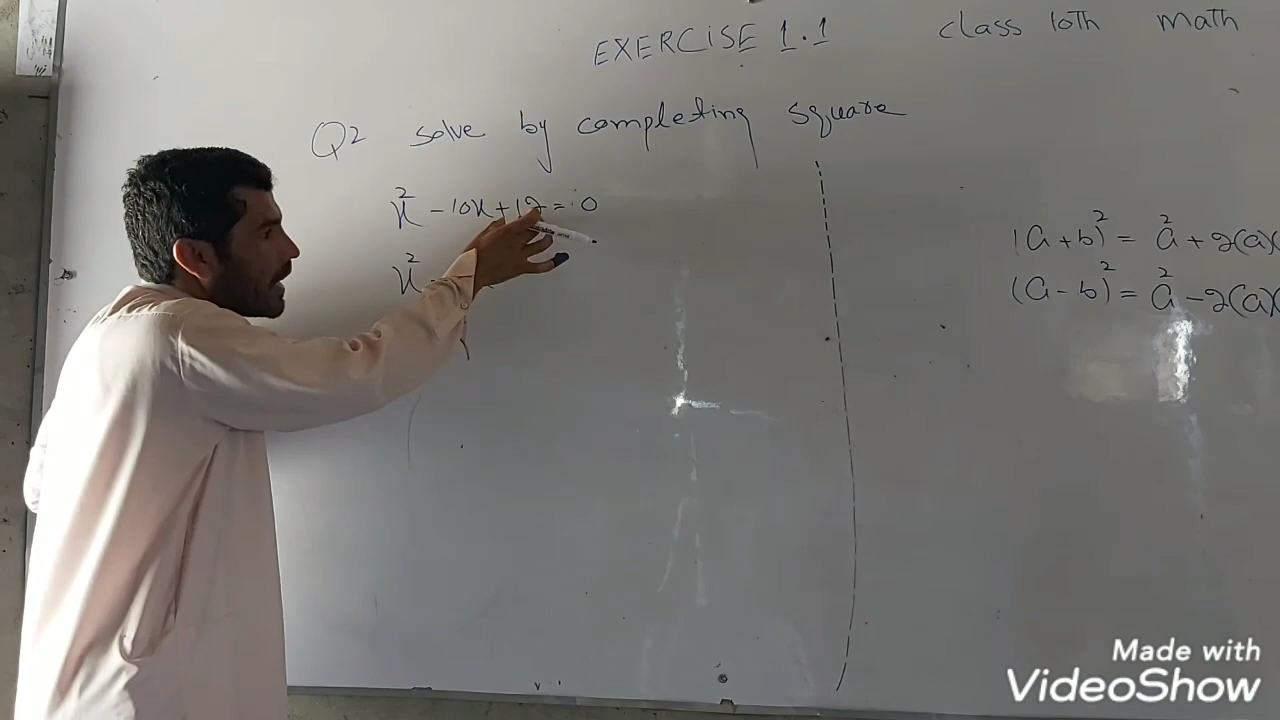 EXERCISE 1.1 class 10th math
Q2 solve by completing square
x² - 10x + 12 = 0
x² -
(a + b)² = a² + 2(a)(
(a - b)² = a² - 2(a)(
Made with
VideoShow